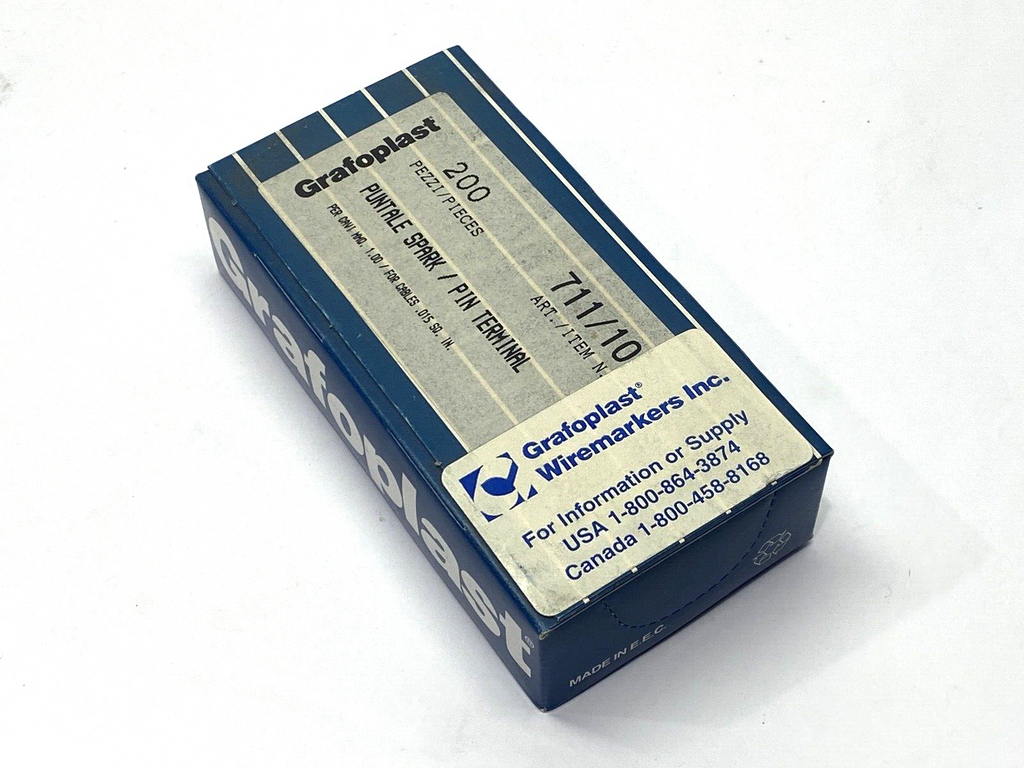 Grafoplast
200
PEZZI/PIECES
PUNTALE SPARK / PIN TERMINAL
PER CAVI MMQ. 1.00 / FOR CABLES .015 SQ. IN.
711/10
ART./ITEM N.
Grafoplast®
Wiremarkers Inc.
For Information or Supply
USA 1-800-864-3874
Canada 1-800-458-8168
Grafoplast®
MADE IN E.E.C.